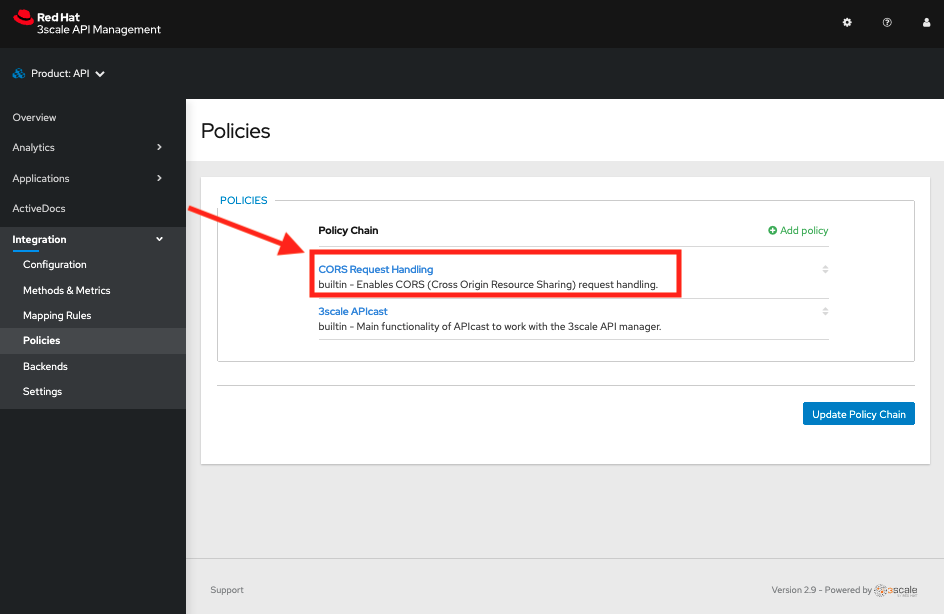 Red Hat
3scale API Management
Product: API
Overview
Analytics
Applications
ActiveDocs
Integration
Configuration
Methods & Metrics
Mapping Rules
Policies
Backends
Settings
Policies
POLICIES
Policy Chain
Add policy
CORS Request Handling
builtin - Enables CORS (Cross Origin Resource Sharing) request handling.
3scale APIcast
builtin - Main functionality of APIcast to work with the 3scale API manager.
Update Policy Chain
Support
Version 2.9 - Powered by 3scale